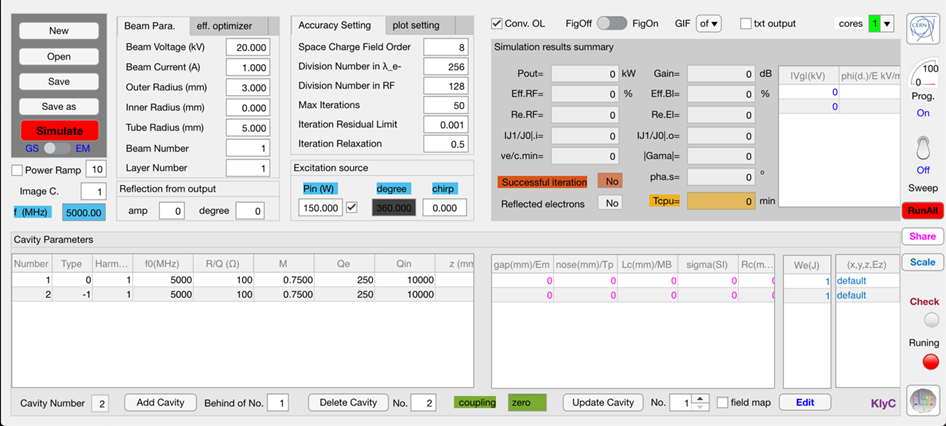 New
Open
Save
Save as
Simulate
GS EM
Power Ramp 10
Image C. 1
f (MHz) 5000.00
Beam Para. eff. optimizer
Beam Voltage (kV) 20.000
Beam Current (A) 1.000
Outer Radius (mm) 3.000
Inner Radius (mm) 0.000
Tube Radius (mm) 5.000
Beam Number 1
Layer Number 1
Reflection from output
amp 0 degree 0
Accuracy Setting plot setting
Space Charge Field Order 8
Division Number in λ_e- 256
Division Number in RF 128
Max Iterations 50
Iteration Residual Limit 0.001
Iteration Relaxation 0.5
Excitation source
Pin (W) degree chirp
150.000 360.000 0.000
Conv. OL FigOff FigOn GIF of txt output cores 1
Simulation results summary
Pout= 0 kW Gain= 0 dB
Eff.RF= 0 % Eff.BI= 0 %
Re.RF= 0 Re.EI= 0
IJ1/J0|.i= 0 IJ1/J0|.o= 0
ve/c.min= 0 |Gama|= 0
pha.s= 0 °
Successful iteration No
Reflected electrons No
Tcpu= 0 min
IVgl(kV) phi(d.)/E kV/m
0
0
CERN
100
0
Prog.
On
Off
Sweep
RunAll
Share
Scale
Check
Runing
Cavity Parameters
Number Type Harm... f0(MHz) R/Q (Ω) M Qe Qin z (mm
1 0 1 5000 100 0.7500 250 10000
2 -1 1 5000 100 0.7500 250 10000
gap(mm)/Em nose(mm)/Tp Lc(mm)/MB sigma(SI) Rc(m...
0 0 0 0 0
0 0 0 0 0
We(J) (x,y,z,Ez)
1 default
1 default
Cavity Number 2 Add Cavity Behind of No. 1 Delete Cavity No. 2 coupling zero Update Cavity No. 1 field map Edit KlyC